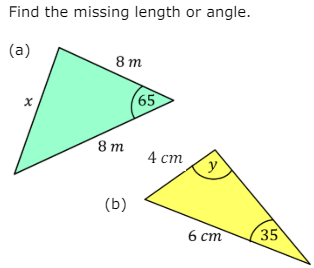 Find the missing length or angle.
(a)
8 m
x
65
8 m
4 cm
y
(b)
6 cm
35